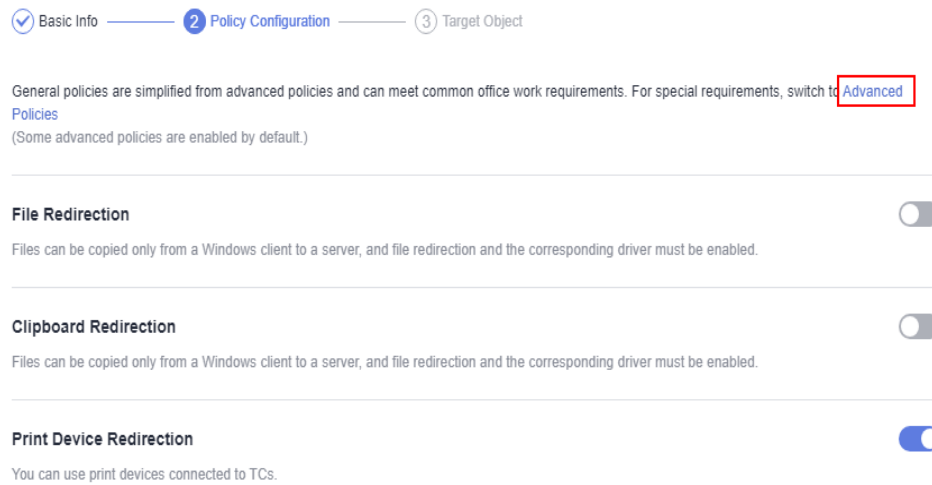 Basic Info 2 Policy Configuration 3 Target Object
General policies are simplified from advanced policies and can meet common office work requirements. For special requirements, switch to Advanced
Policies
(Some advanced policies are enabled by default.)
File Redirection
Files can be copied only from a Windows client to a server, and file redirection and the corresponding driver must be enabled.
Clipboard Redirection
Files can be copied only from a Windows client to a server, and file redirection and the corresponding driver must be enabled.
Print Device Redirection
You can use print devices connected to TCs.